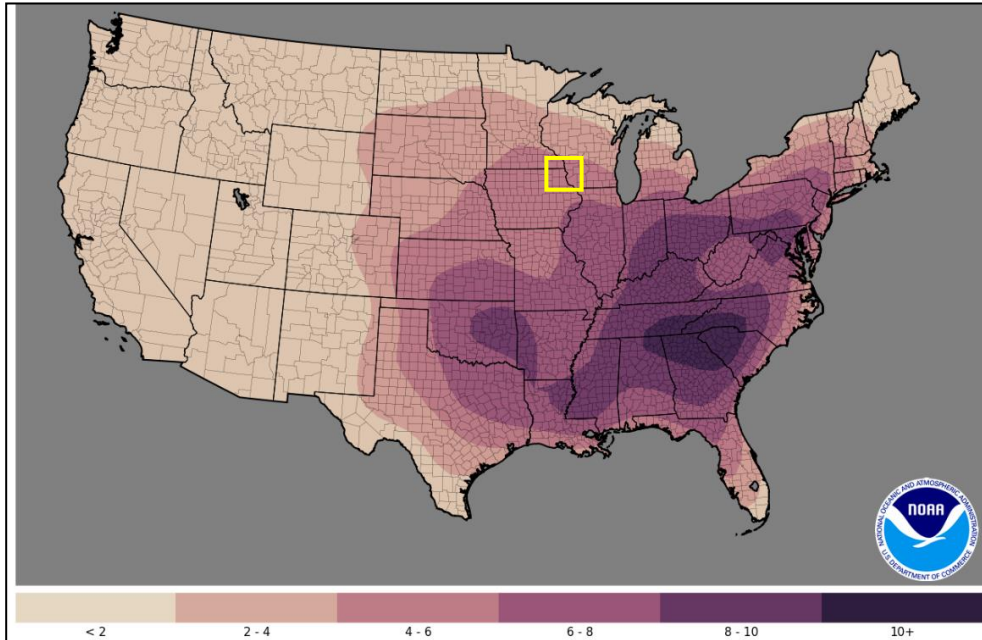 NATIONAL OCEANIC AND ATMOSPHERIC ADMINISTRATION
NOAA
U.S. DEPARTMENT OF COMMERCE
< 2 2 - 4 4 - 6 6 - 8 8 - 10 10+